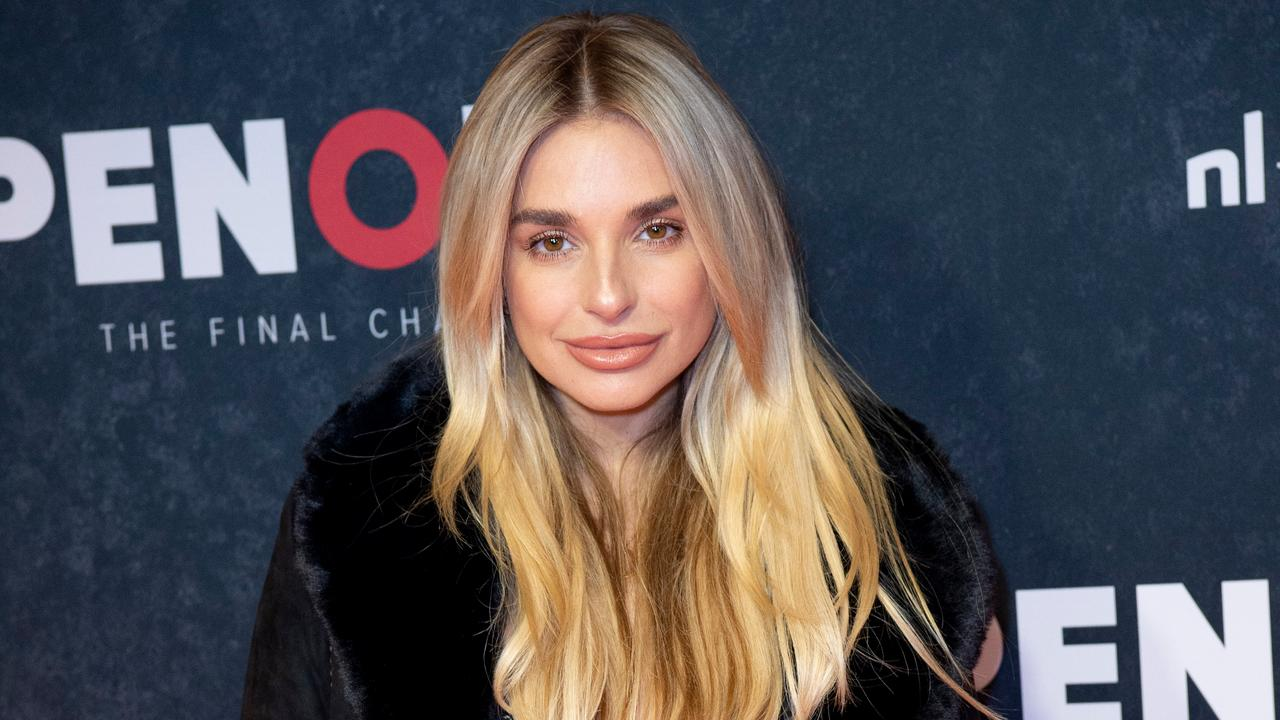 PENO
THE FINAL CHA
nl
EN